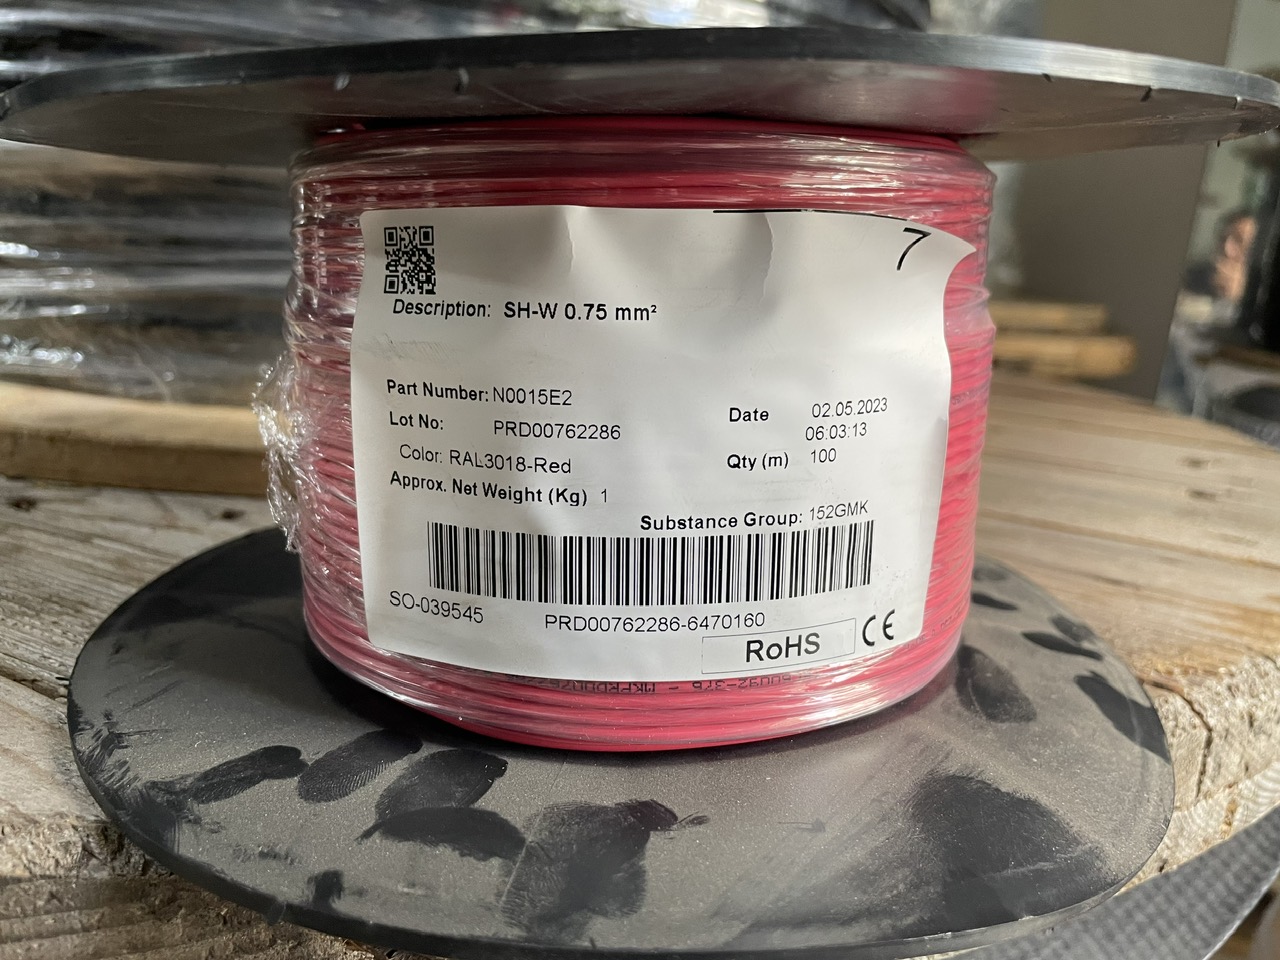 7
Description: SH-W 0.75 mm²
Part Number: N0015E2
Date 02.05.2023
Lot No: PRD00762286
06:03:13
Color: RAL3018-Red
Qty (m) 100
Approx. Net Weight (Kg) 1
Substance Group: 152GMK
SO-039545
PRD00762286-6470160
RoHS CE